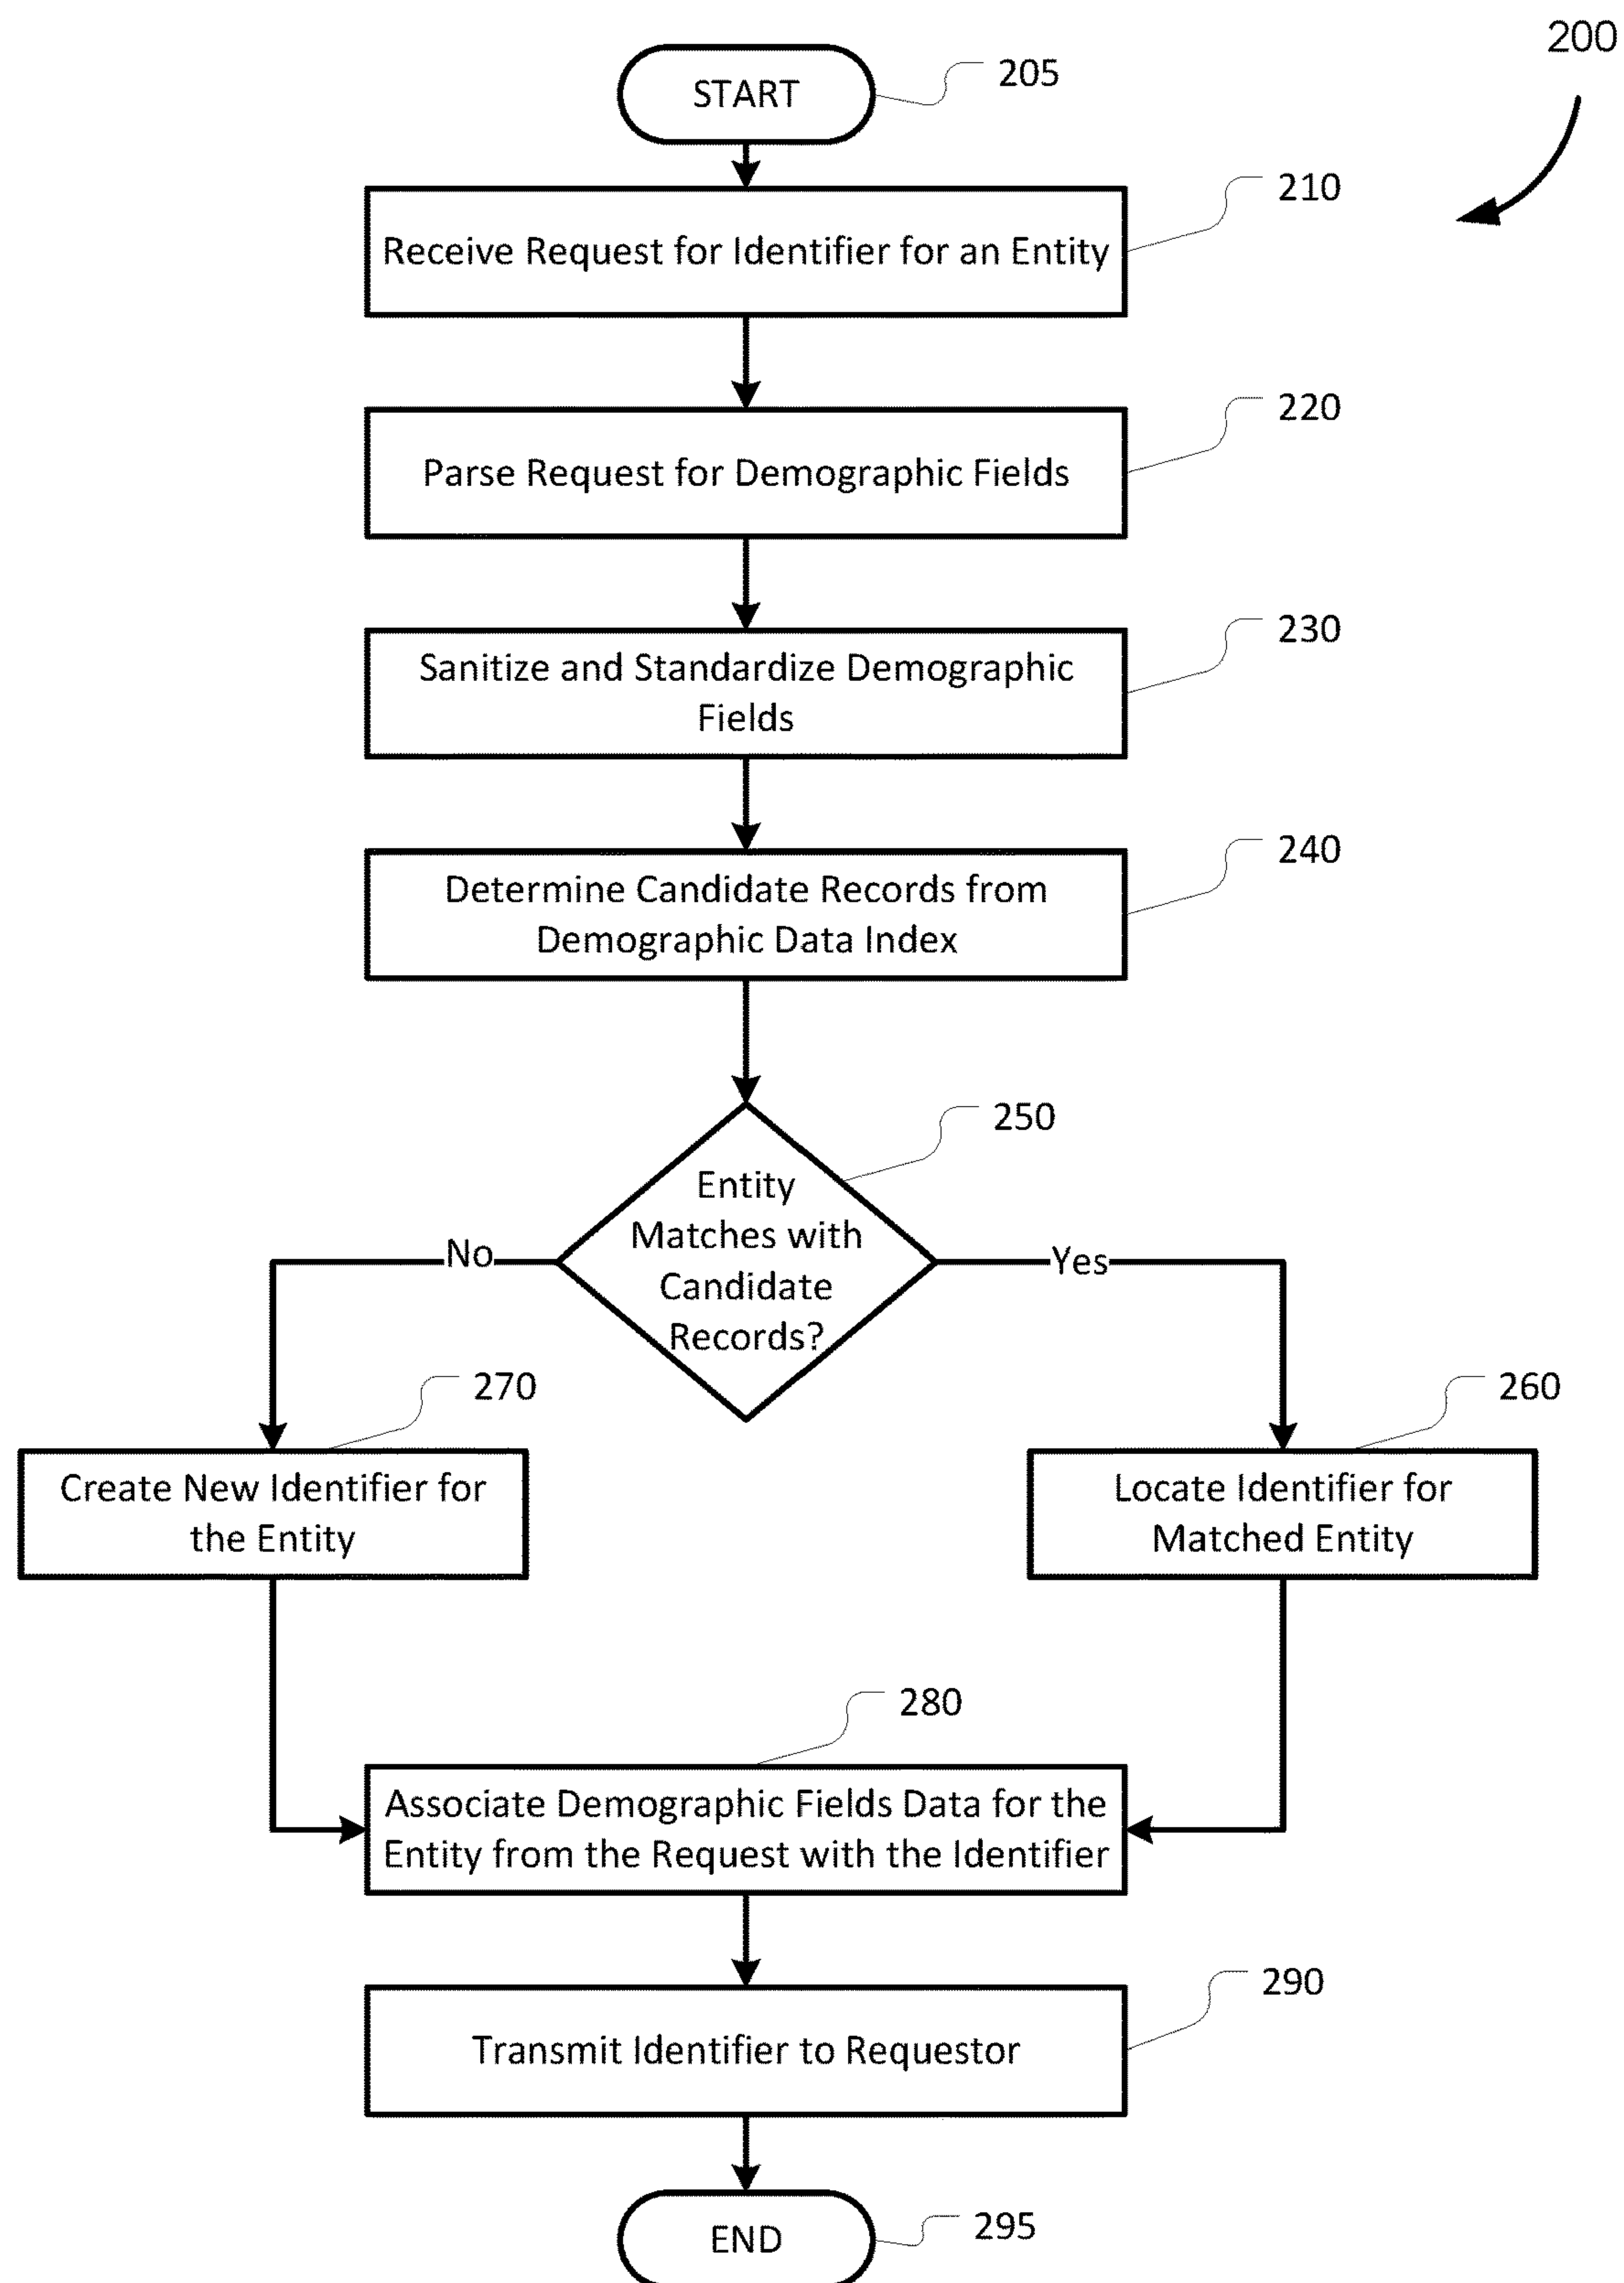 200
START
205
Receive Request for Identifier for an Entity
210
Parse Request for Demographic Fields
220
Sanitize and Standardize Demographic
Fields
230
Determine Candidate Records from
Demographic Data Index
240
Entity
Matches with
Candidate
Records?
250
No
Yes
Create New Identifier for
the Entity
270
Locate Identifier for
Matched Entity
260
Associate Demographic Fields Data for the
Entity from the Request with the Identifier
280
Transmit Identifier to Requestor
290
END
295